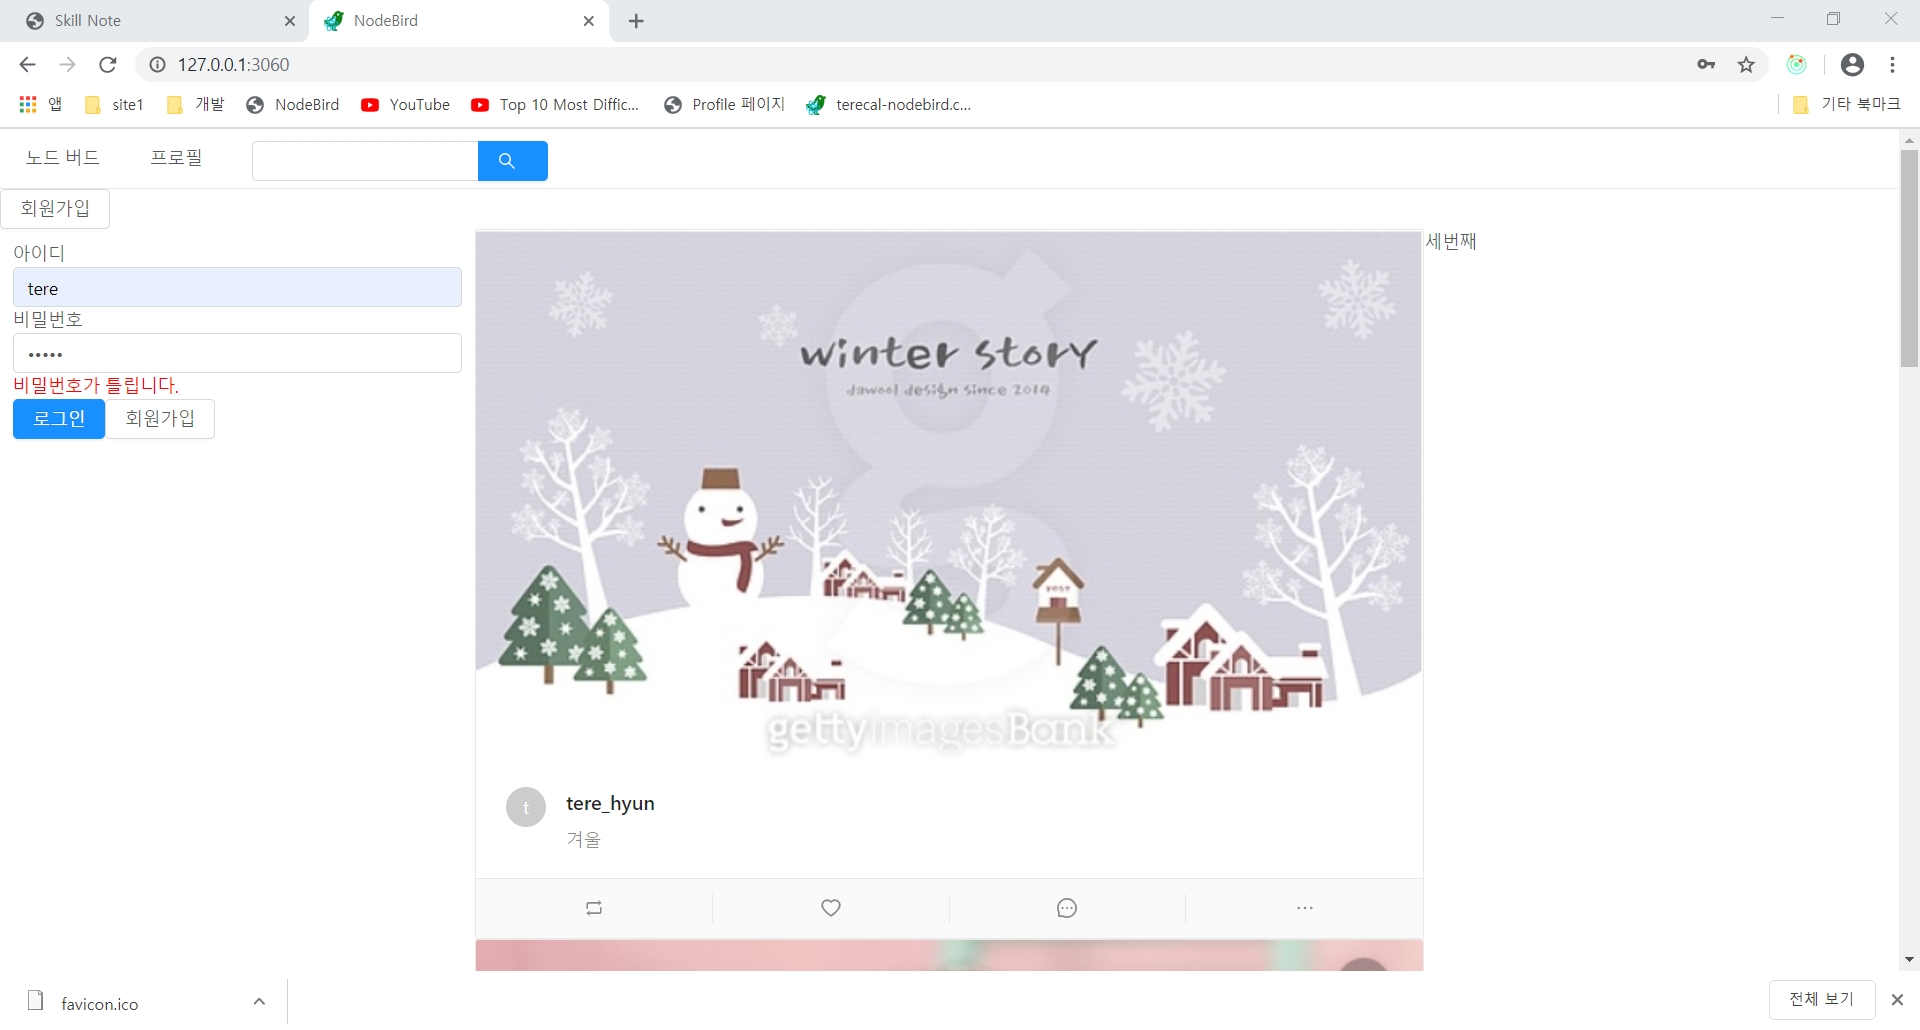 Skill Note
NodeBird
127.0.0.1:3060
앱
site1
개발
NodeBird
YouTube
Top 10 Most Diffic...
Profile 페이지
terecal-nodebird.c...
기타 북마크
노드 버드
프로필
회원가입
아이디
tere
비밀번호
•••••
비밀번호가 틀립니다.
로그인
회원가입
winter story
dawool design since 2014
POST
gettyimagesBank
세번째
t
tere_hyun
겨울
favicon.ico
전체 보기